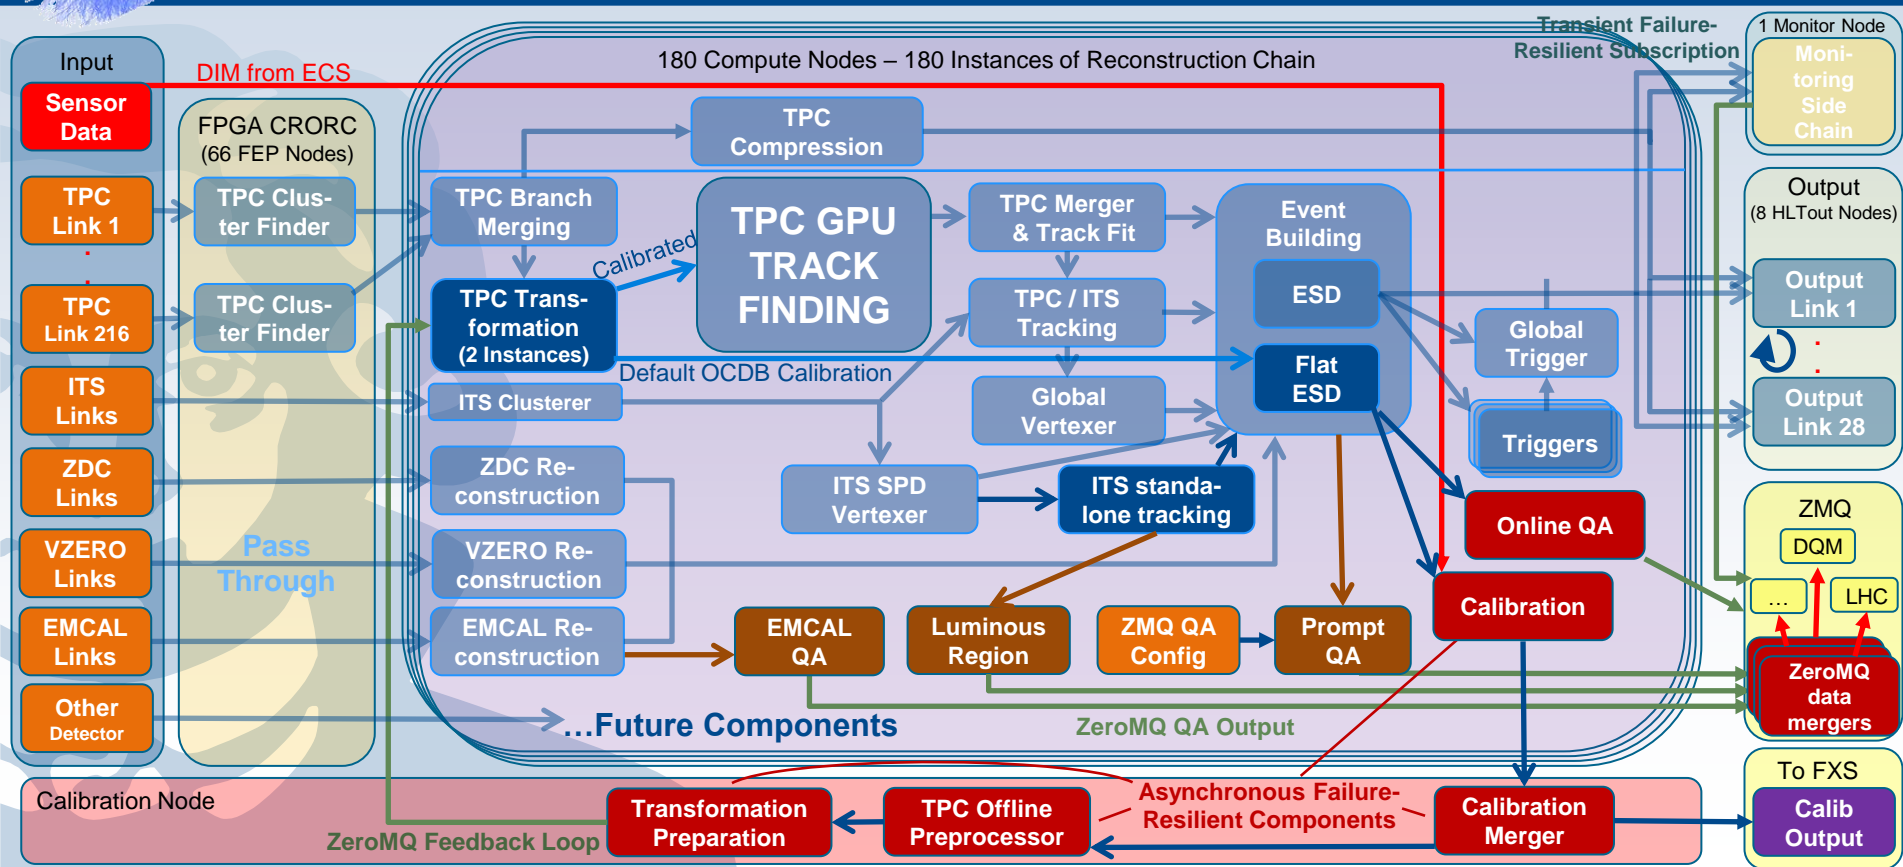 Input
Sensor
Data
TPC
Link 1
.
.
TPC
Link 216
ITS
Links
ZDC
Links
VZERO
Links
EMCAL
Links
Other
Detector
DIM from ECS
FPGA CRORC
(66 FEP Nodes)
TPC Clus-
ter Finder
TPC Clus-
ter Finder
Pass
Through
180 Compute Nodes – 180 Instances of Reconstruction Chain
TPC
Compression
TPC Branch
Merging
TPC Trans-
formation
(2 Instances)
Calibrated
TPC GPU
TRACK
FINDING
Default OCDB Calibration
ITS Clusterer
ZDC Re-
construction
VZERO Re-
construction
EMCAL Re-
construction
TPC Merger
& Track Fit
TPC / ITS
Tracking
Global
Vertexer
ITS SPD
Vertexer
ITS standa-
lone tracking
Event
Building
ESD
Flat
ESD
Global
Trigger
Triggers
Online QA
Calibration
EMCAL
QA
Luminous
Region
ZMQ QA
Config
Prompt
QA
...Future Components
ZeroMQ QA Output
Transient Failure-
Resilient Subscription
1 Monitor Node
Moni-
toring
Side
Chain
Output
(8 HLTout Nodes)
Output
Link 1
.
.
Output
Link 28
ZMQ
DQM
...
LHC
ZeroMQ
data
mergers
To FXS
Calib
Output
Calibration Node
ZeroMQ Feedback Loop
Transformation
Preparation
TPC Offline
Preprocessor
Asynchronous Failure-
Resilient Components
Calibration
Merger